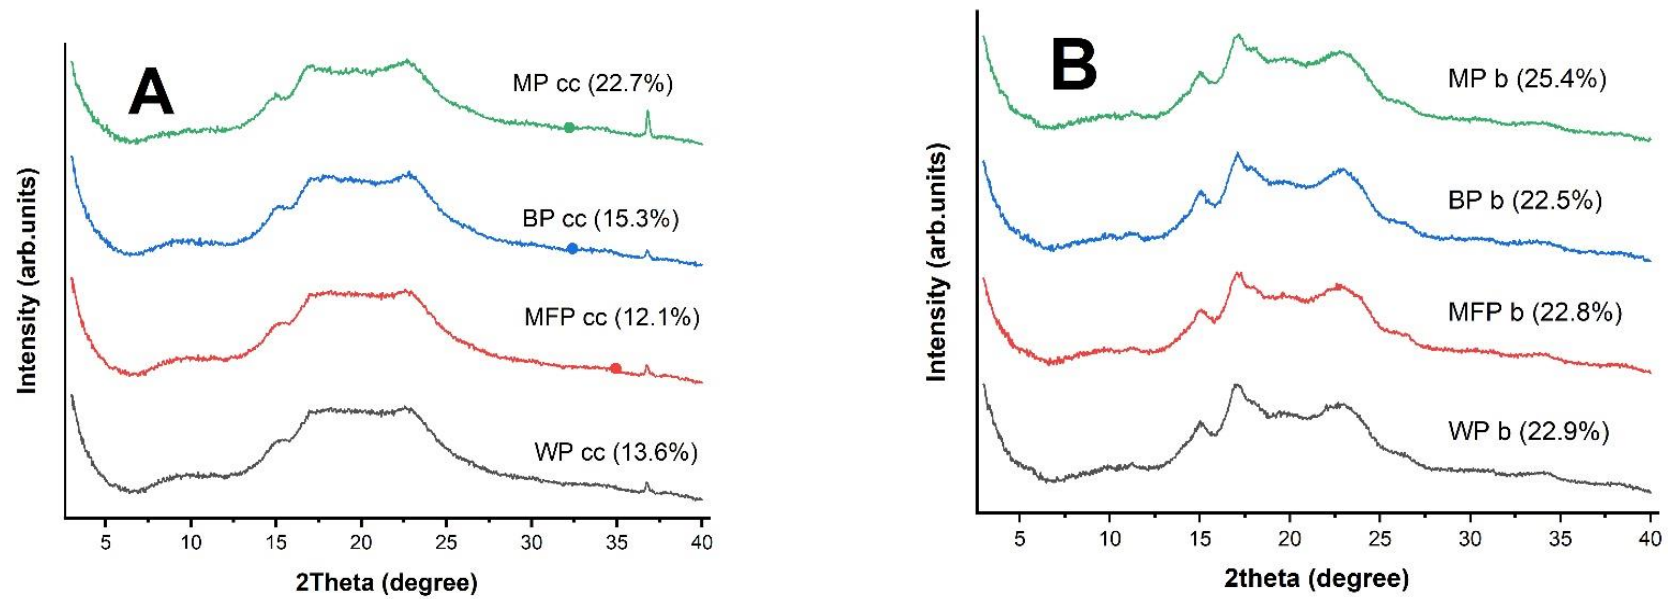 A
MP cc (22.7%)
BP cc (15.3%)
MFP cc (12.1%)
WP cc (13.6%)
Intensity (arb.units)
5 10 15 20 25 30 35 40
2Theta (degree)
B
MP b (25.4%)
BP b (22.5%)
MFP b (22.8%)
WP b (22.9%)
Intensity (arb.units)
5 10 15 20 25 30 35 40
2theta (degree)